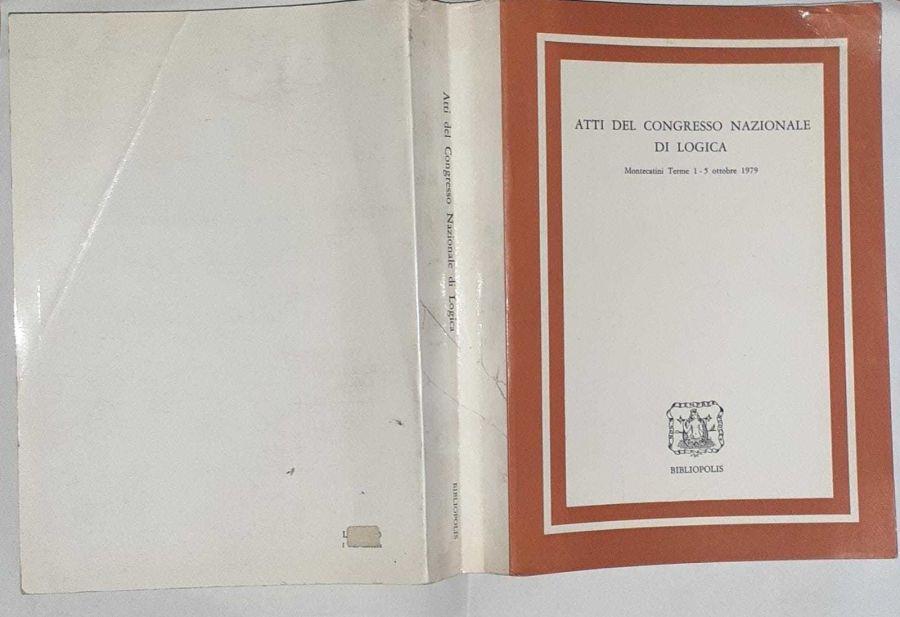 ATTI DEL CONGRESSO NAZIONALE
DI LOGICA
Montecatini Terme 1 - 5 ottobre 1979
BIBLIOPOLIS
Atti del Congresso Nazionale di Logica
BIBLIOPOLIS